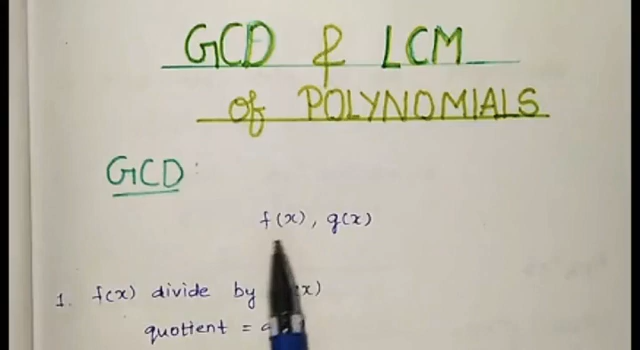 GCD & LCM
of POLYNOMIALS
GCD:
f(x), g(x)
1. f(x) divide by (x)
quotient =